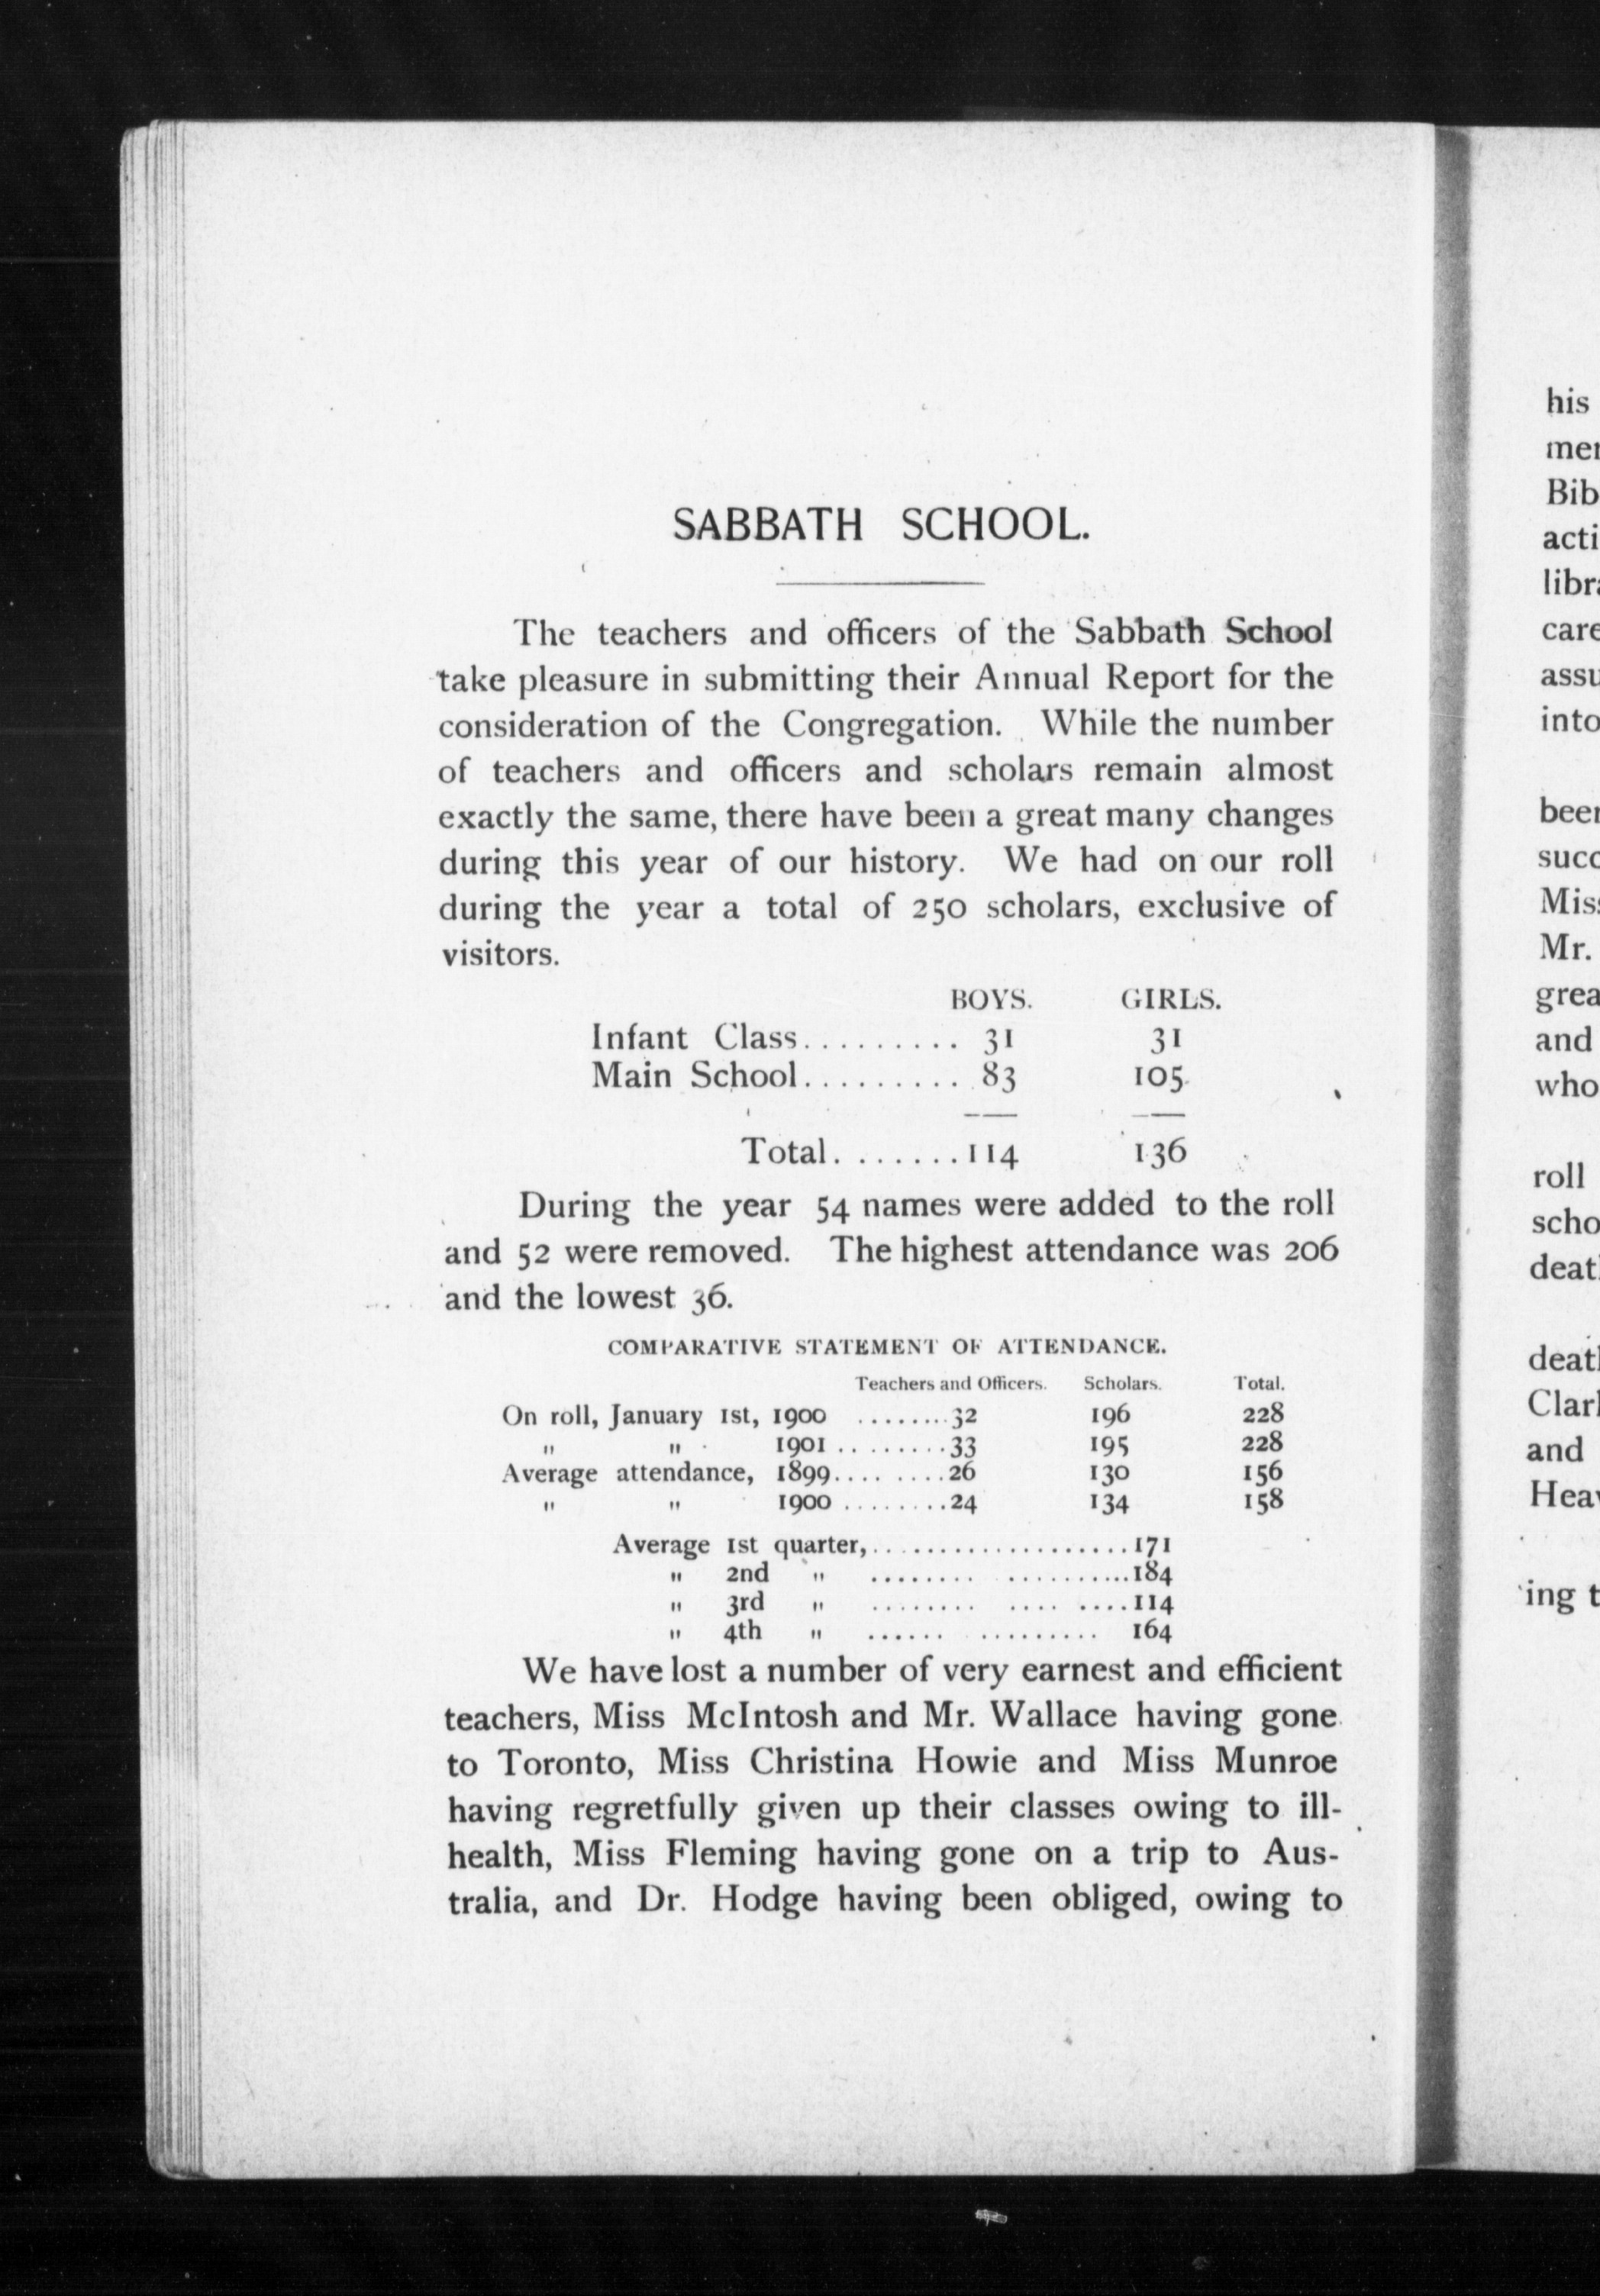 SABBATH SCHOOL.
The teachers and officers of the Sabbath School
take pleasure in submitting their Annual Report for the
consideration of the Congregation. While the number
of teachers and officers and scholars remain almost
exactly the same, there have been a great many changes
during this year of our history. We had on our roll
during the year a total of 250 scholars, exclusive of
visitors.
BOYS. GIRLS.
Infant Class......... 31 31
Main School......... 83 105
Total.......114 136
During the year 54 names were added to the roll
and 52 were removed. The highest attendance was 206
and the lowest 36.
COMPARATIVE STATEMENT OF ATTENDANCE.
Teachers and Officers. Scholars. Total.
On roll, January 1st, 1900 ........32 196 228
" " 1901 ........33 195 228
Average attendance, 1899.........26 130 156
" " 1900 ........24 134 158
Average 1st quarter,...................171
" 2nd " ........ ...........184
" 3rd " ........ .... ....114
" 4th " ...... ......... 164
We have lost a number of very earnest and efficient
teachers, Miss McIntosh and Mr. Wallace having gone
to Toronto, Miss Christina Howie and Miss Munroe
having regretfully given up their classes owing to ill-
health, Miss Fleming having gone on a trip to Aus-
tralia, and Dr. Hodge having been obliged, owing to
his
into
Mr.
and
who
roll
and
ing t